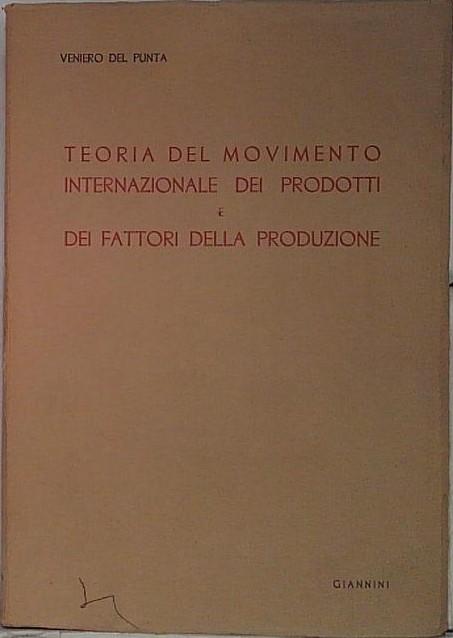 VENIERO DEL PUNTA
TEORIA DEL MOVIMENTO
INTERNAZIONALE DEI PRODOTTI
E
DEI FATTORI DELLA PRODUZIONE
GIANNINI